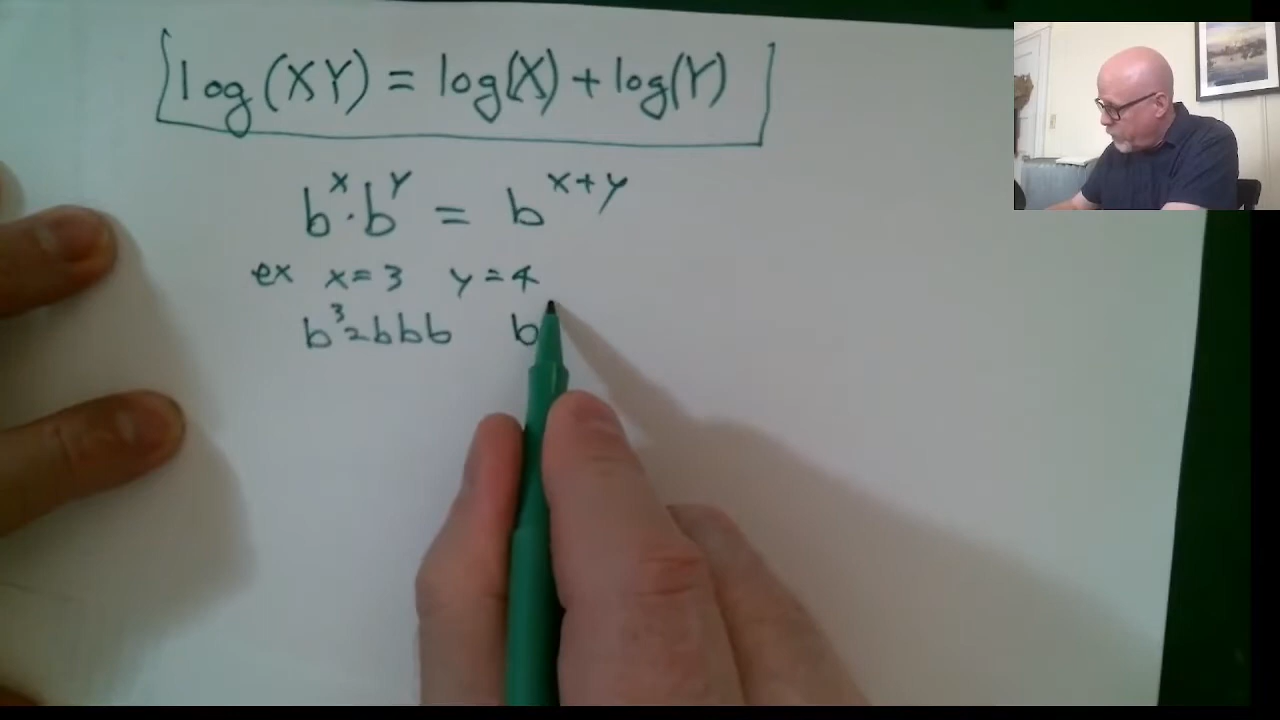 log(XY) = log(X) + log(Y)
b^x · b^y = b^{x+y}
ex x=3 y=4
b^3=bbb b